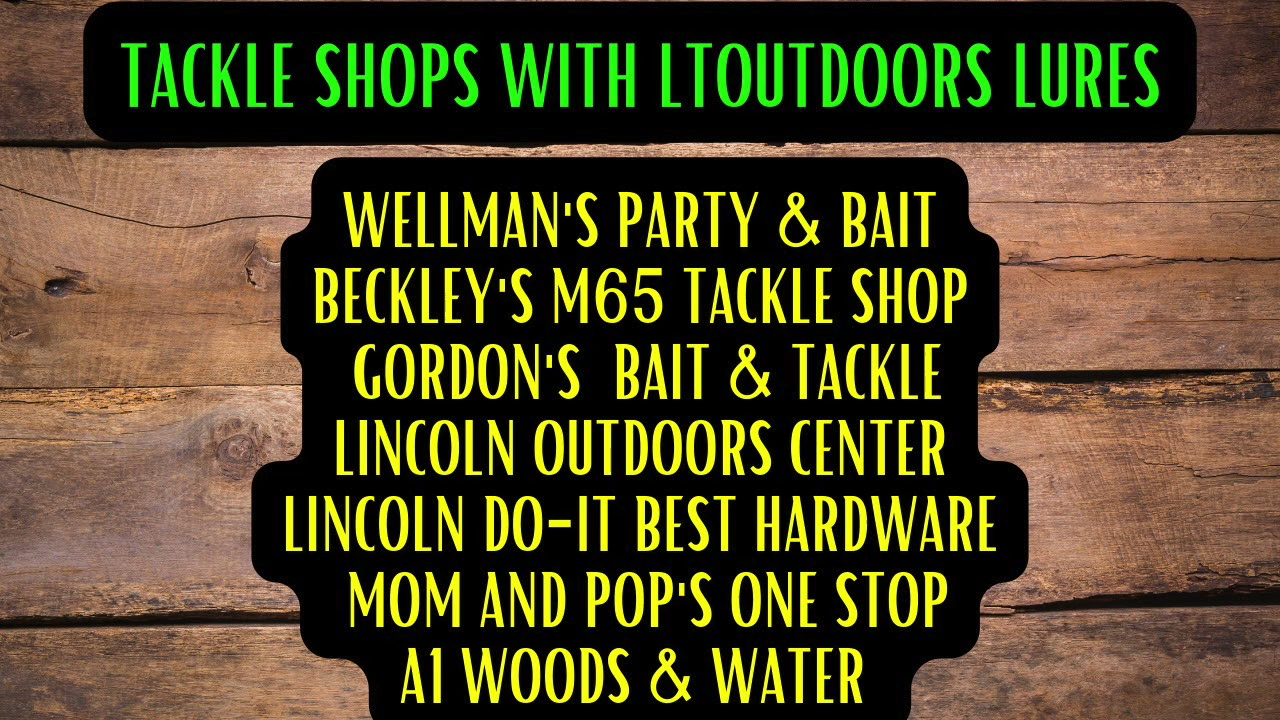 TACKLE SHOPS WITH LTOUTDOORS LURES
WELLMAN'S PARTY & BAIT
BECKLEY'S M65 TACKLE SHOP
GORDON'S  BAIT & TACKLE
LINCOLN OUTDOORS CENTER
LINCOLN DO-IT BEST HARDWARE
MOM AND POP'S ONE STOP
A1 WOODS & WATER